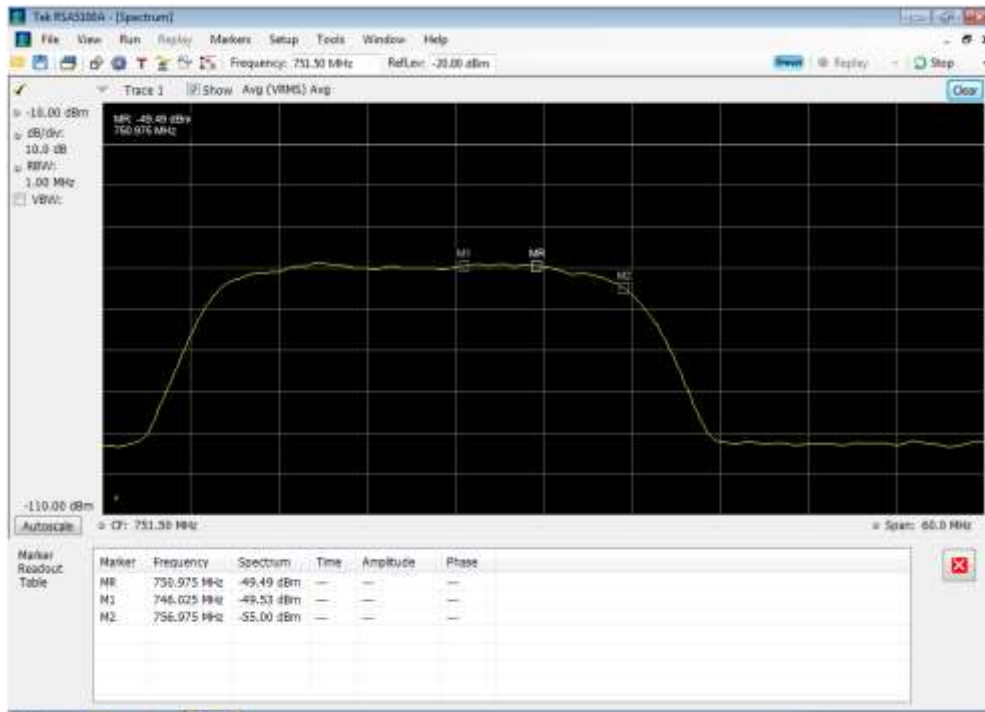 Tek RSA5100A - [Spectrum]
File View Run Replay Markers Setup Tools Window Help
T Frequency: 751.50 MHz RefLev: -20.00 dBm Preset Replay Stop
Trace 1 Show Avg (VRMS) Avg Clear
-10.00 dBm
dB/div:
10.0 dB
RBW:
1.00 MHz
VBW:
MR: -49.49 dBm
750.975 MHz
M1 MR
M2
-110.00 dBm
Autoscale CF: 751.50 MHz Span: 60.0 MHz
Marker
Readout
Table
Marker Frequency Spectrum Time Amplitude Phase
MR 750.975 MHz -49.49 dBm --- --- ---
M1 746.025 MHz -49.53 dBm --- --- ---
M2 756.975 MHz -55.00 dBm --- --- ---